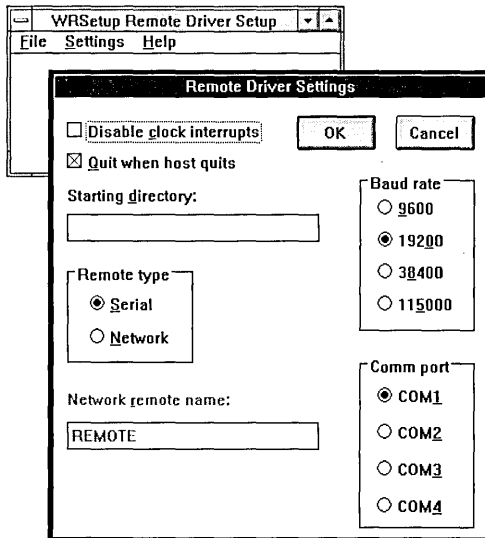 WRSetup Remote Driver Setup
File Settings Help
Remote Driver Settings
Disable clock interrupts
OK
Cancel
Quit when host quits
Starting directory:
Baud rate
9600
19200
38400
115000
Remote type
Serial
Network
Comm port
COM1
COM2
COM3
COM4
Network remote name:
REMOTE